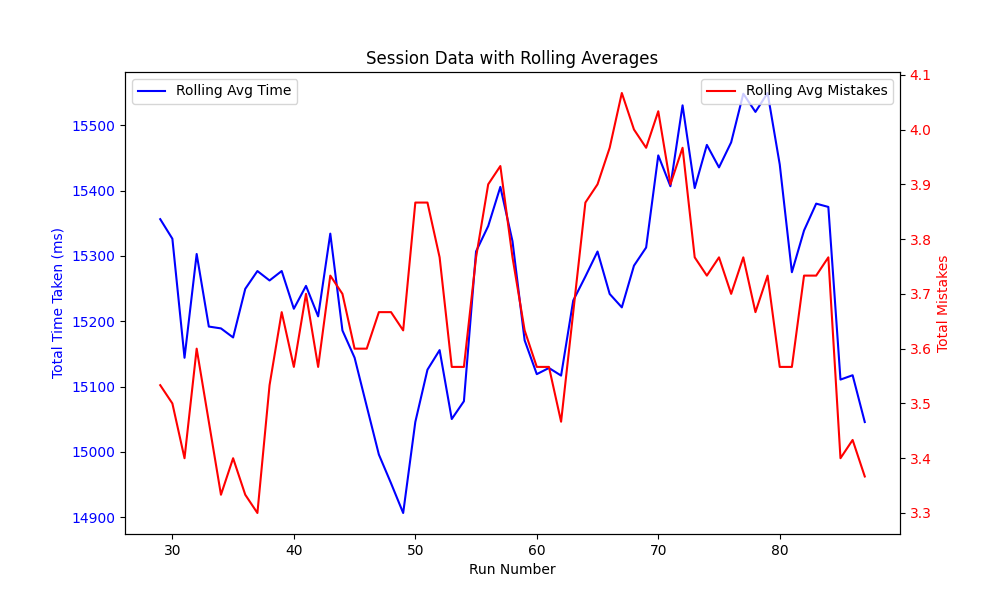 Session Data with Rolling Averages
Rolling Avg Time
Rolling Avg Mistakes
Total Time Taken (ms)
15500
15400
15300
15200
15100
15000
14900
4.1
4.0
3.9
3.8
3.7
3.6
3.5
3.4
3.3
Total Mistakes
30 40 50 60 70 80
Run Number